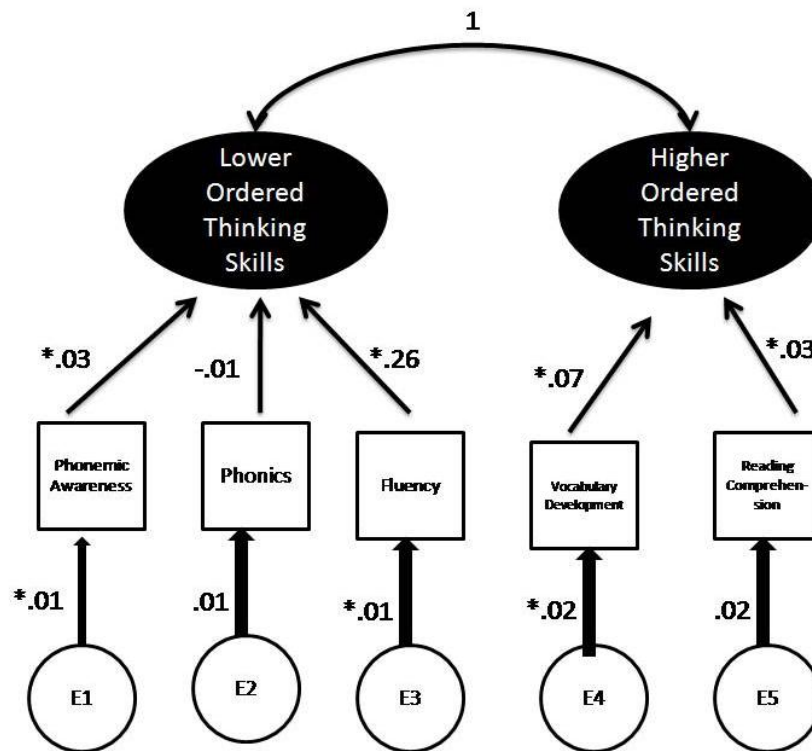 1
Lower
Ordered
Thinking
Skills
Higher
Ordered
Thinking
Skills
*.03
-.01
*.26
*.07
*.03
Phonemic
Awareness
Phonics
Fluency
Vocabulary
Development
Reading
Comprehen-
sion
*.01
.01
*.01
*.02
.02
E1
E2
E3
E4
E5